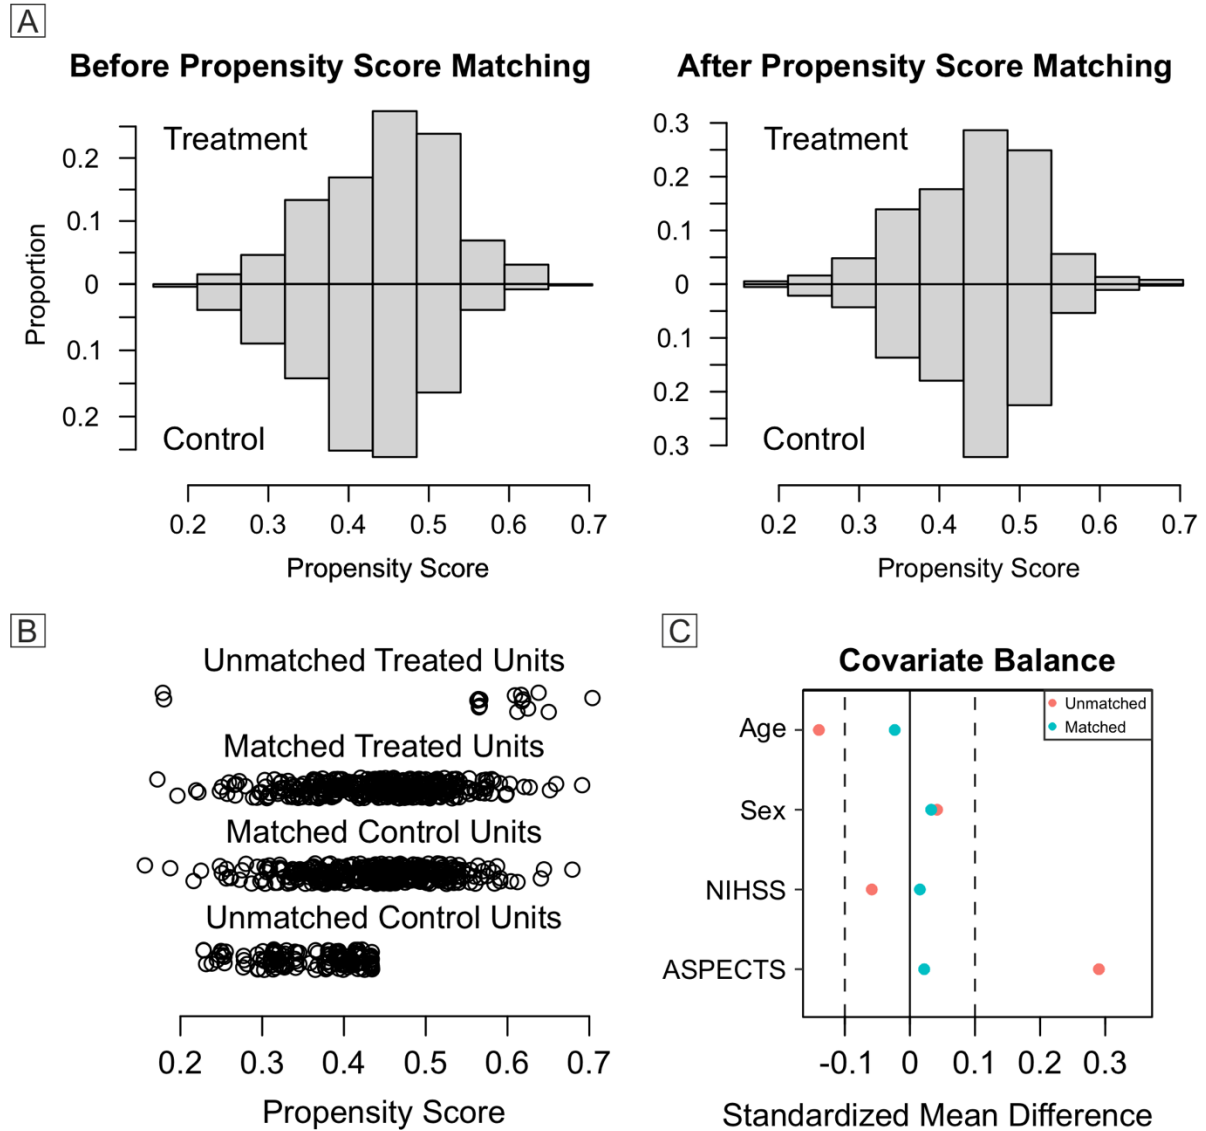 A
Before Propensity Score Matching
After Propensity Score Matching
Treatment
Control
Proportion
0.2
0.1
0
0.1
0.2
0.2 0.3 0.4 0.5 0.6 0.7
Propensity Score
Treatment
Control
0.3
0.2
0.1
0
0.1
0.2
0.3
0.2 0.3 0.4 0.5 0.6 0.7
Propensity Score
B
Unmatched Treated Units
Matched Treated Units
Matched Control Units
Unmatched Control Units
0.2 0.3 0.4 0.5 0.6 0.7
Propensity Score
C
Covariate Balance
Unmatched
Matched
Age
Sex
NIHSS
ASPECTS
-0.1 0 0.1 0.2 0.3
Standardized Mean Difference